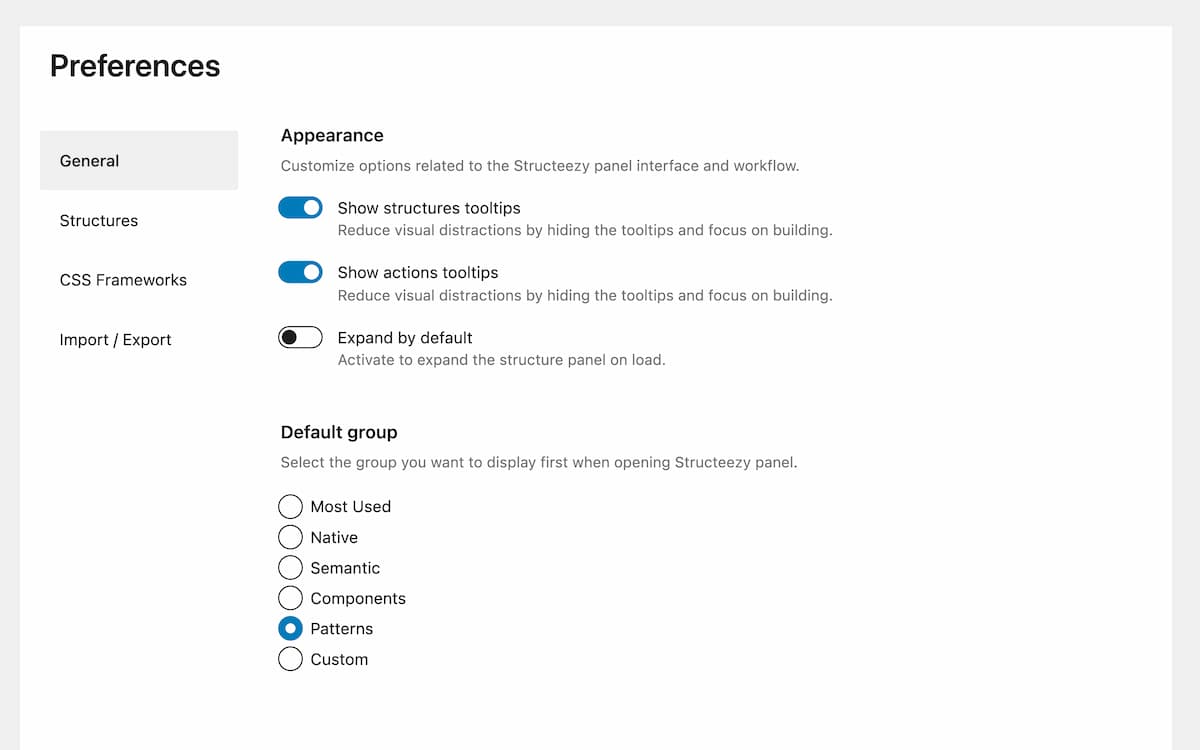 Preferences
General
Structures
CSS Frameworks
Import / Export
Appearance
Customize options related to the Structeezy panel interface and workflow.
Show structures tooltips
Reduce visual distractions by hiding the tooltips and focus on building.
Show actions tooltips
Reduce visual distractions by hiding the tooltips and focus on building.
Expand by default
Activate to expand the structure panel on load.
Default group
Select the group you want to display first when opening Structeezy panel.
Most Used
Native
Semantic
Components
Patterns
Custom